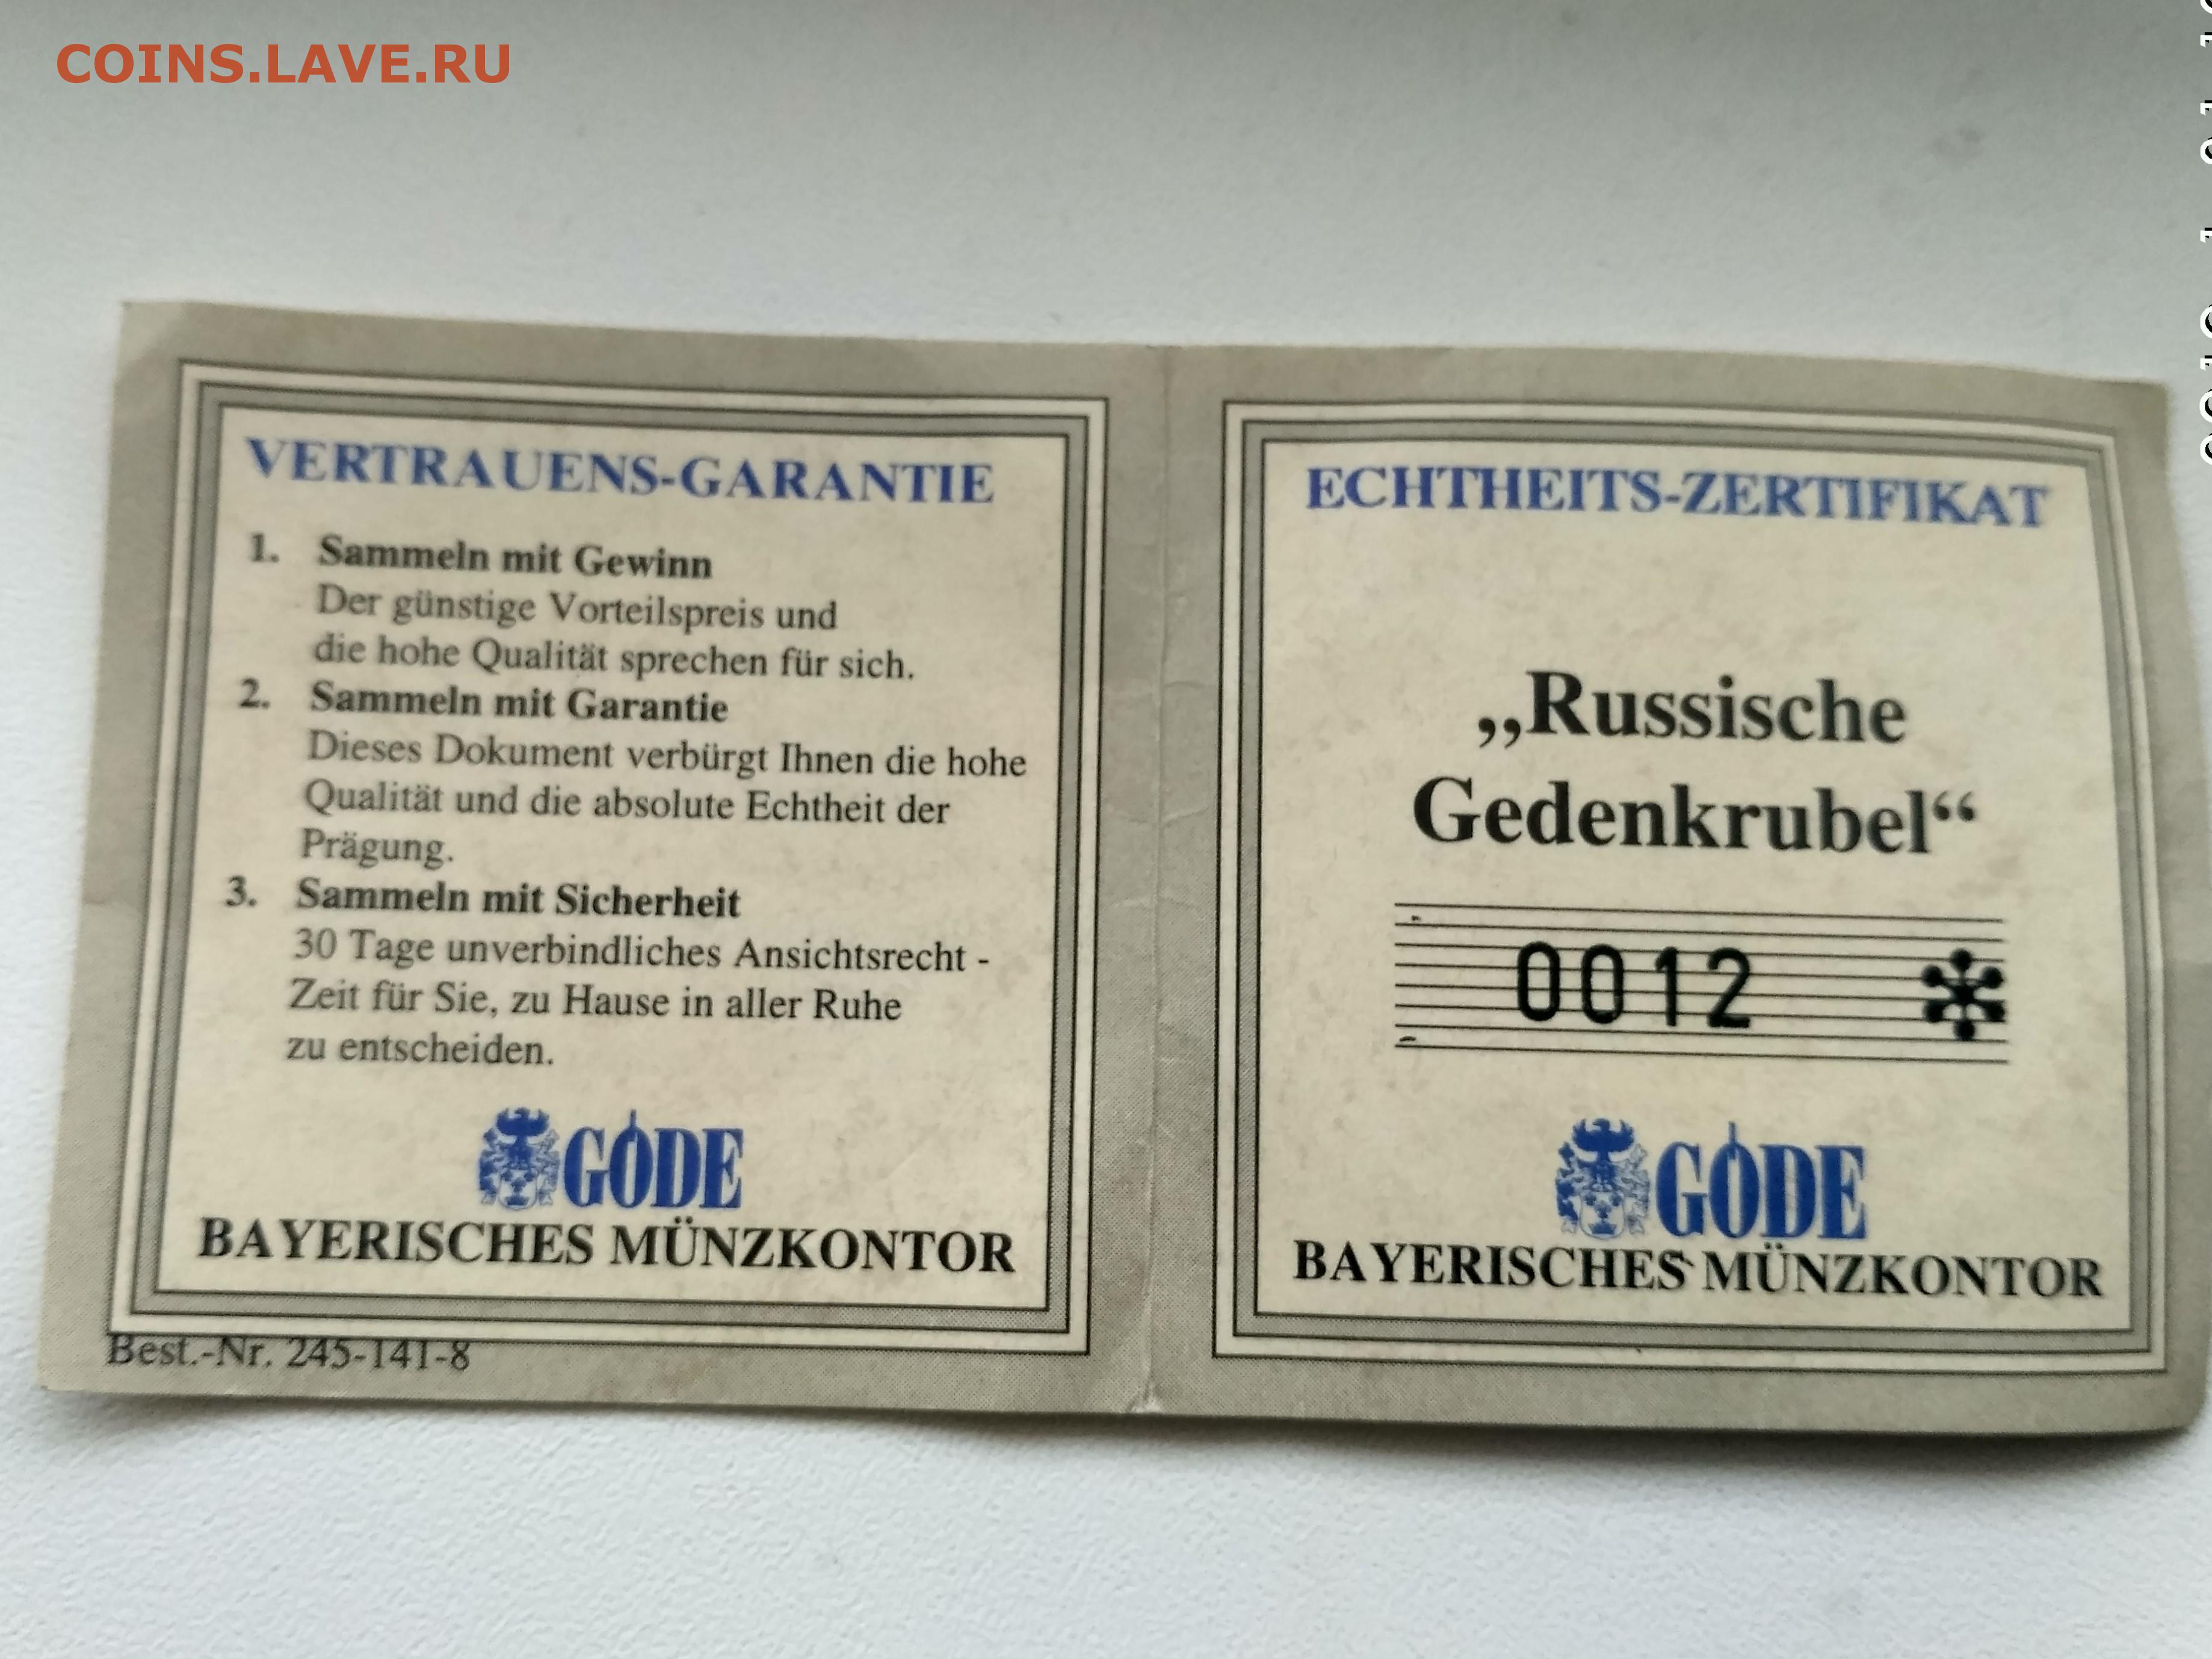 COINS.LAVE.RU
VERTRAUENS-GARANTIE
1. Sammeln mit Gewinn
Der günstige Vorteilspreis und
die hohe Qualität sprechen für sich.
2. Sammeln mit Garantie
Dieses Dokument verbürgt Ihnen die hohe
Qualität und die absolute Echtheit der
Prägung.
3. Sammeln mit Sicherheit
30 Tage unverbindliches Ansichtsrecht -
Zeit für Sie, zu Hause in aller Ruhe
zu entscheiden.
GÖDE
BAYERISCHES MÜNZKONTOR
Best.-Nr. 245-141-8
ECHTHEITS-ZERTIFIKAT
„Russische
Gedenkrubel“
0012 *
GÖDE
BAYERISCHES MÜNZKONTOR